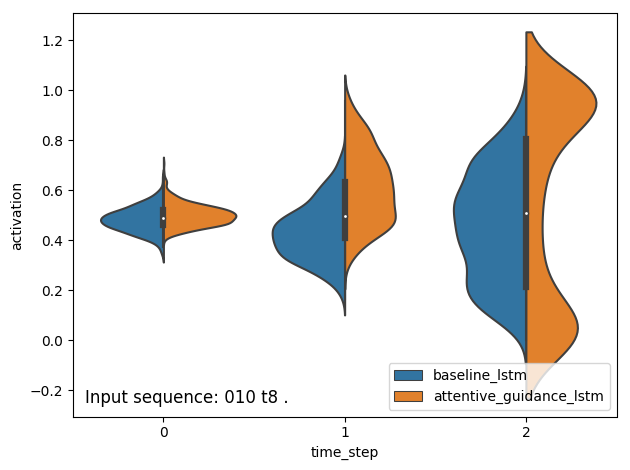 1.2
1.0
0.8
0.6
0.4
0.2
0.0
−0.2
activation
Input sequence: 010 t8 .
baseline_lstm
attentive_guidance_lstm
0 1 2
time_step